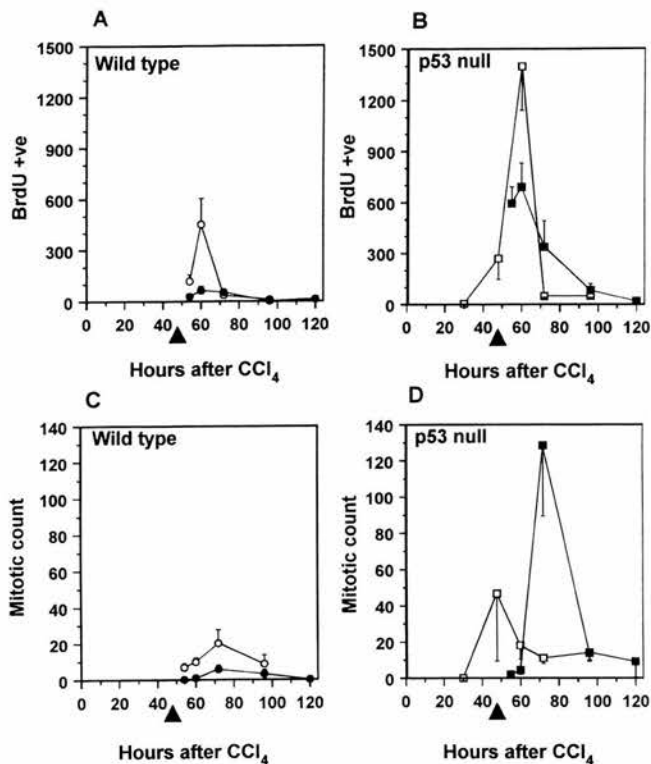 A
Wild type
BrdU +ve
1500
1200
900
600
300
0
0 20 40 60 80 100 120
Hours after CCl₄
B
p53 null
BrdU +ve
1500
1200
900
600
300
0
0 20 40 60 80 100 120
Hours after CCl₄
C
Wild type
Mitotic count
140
120
100
80
60
40
20
0
0 20 40 60 80 100 120
Hours after CCl₄
D
p53 null
Mitotic count
140
120
100
80
60
40
20
0
0 20 40 60 80 100 120
Hours after CCl₄